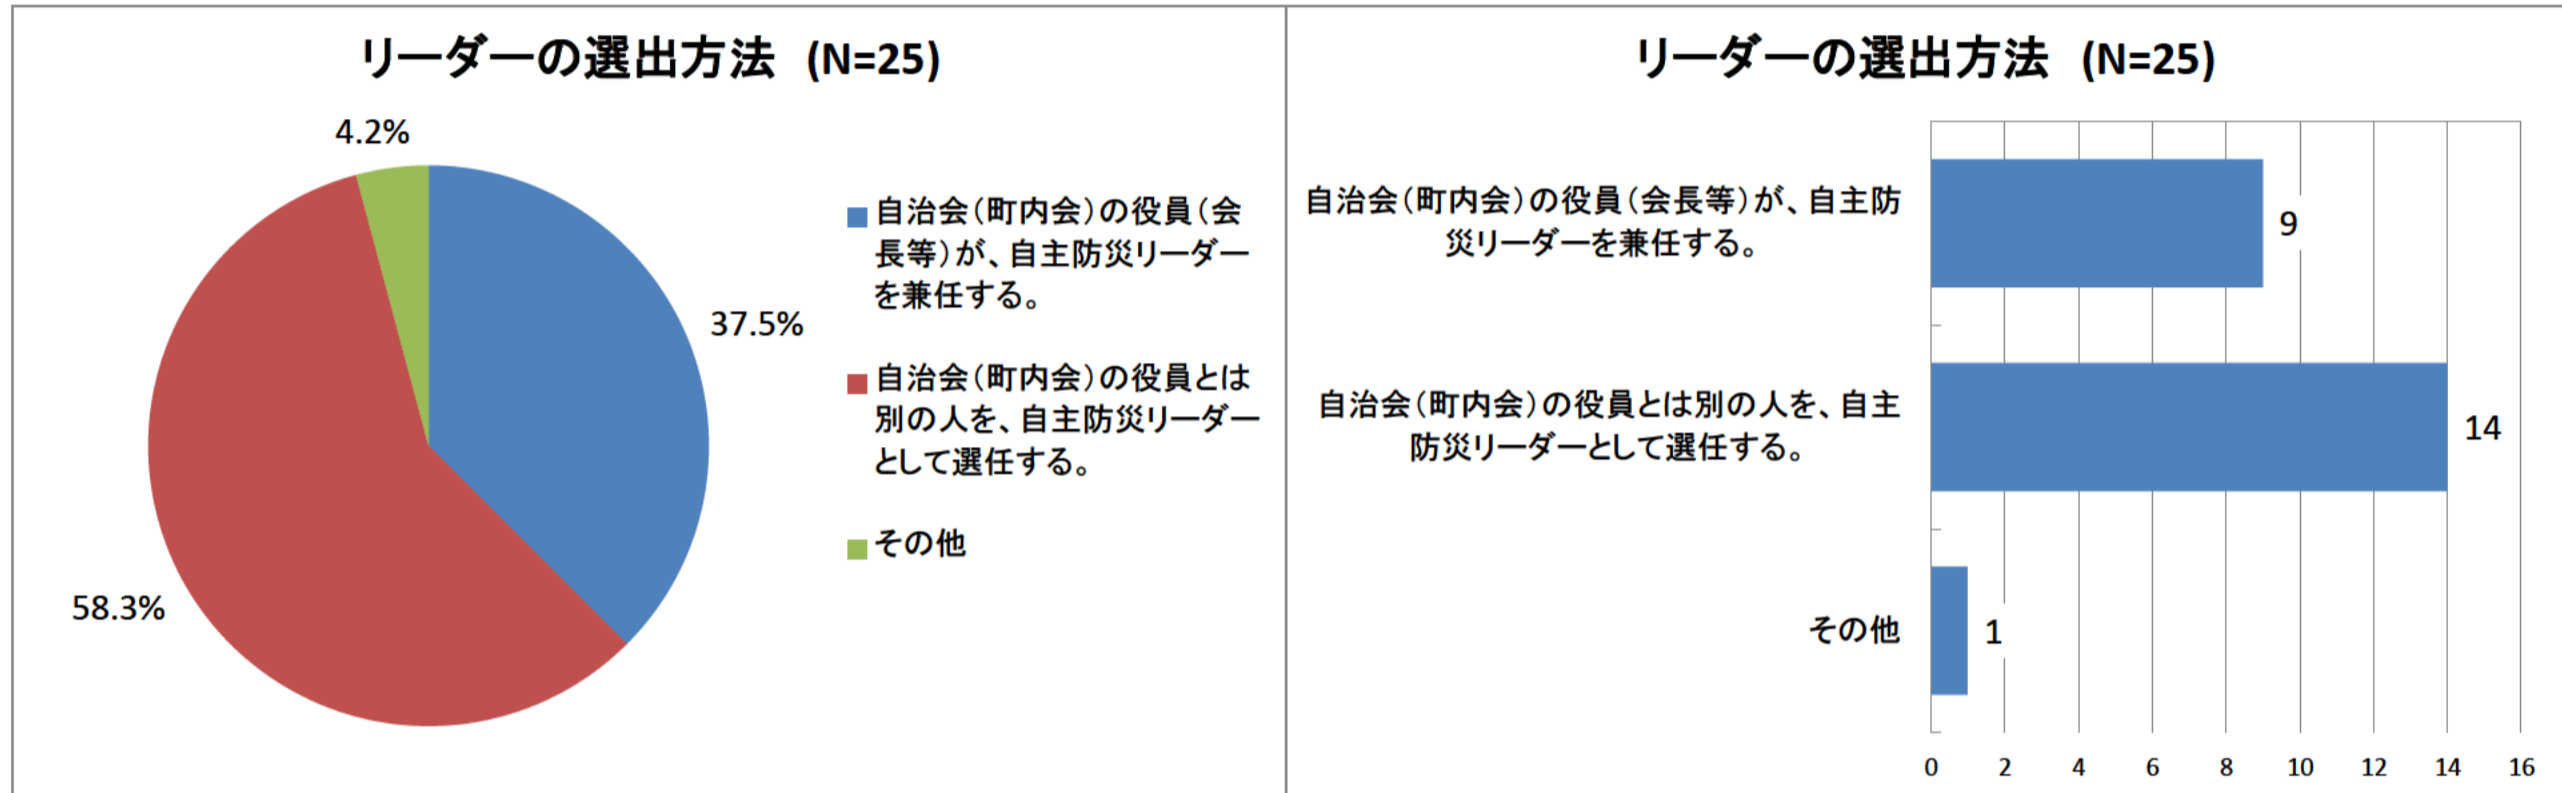 リーダーの選出方法 (N=25)
4.2%
37.5%
58.3%
自治会(町内会)の役員(会
長等)が、自主防災リーダー
を兼任する。
自治会(町内会)の役員とは
別の人を、自主防災リーダー
として選任する。
その他
リーダーの選出方法 (N=25)
自治会(町内会)の役員(会長等)が、自主防
災リーダーを兼任する。
9
自治会(町内会)の役員とは別の人を、自主
防災リーダーとして選任する。
14
その他
1
0 2 4 6 8 10 12 14 16